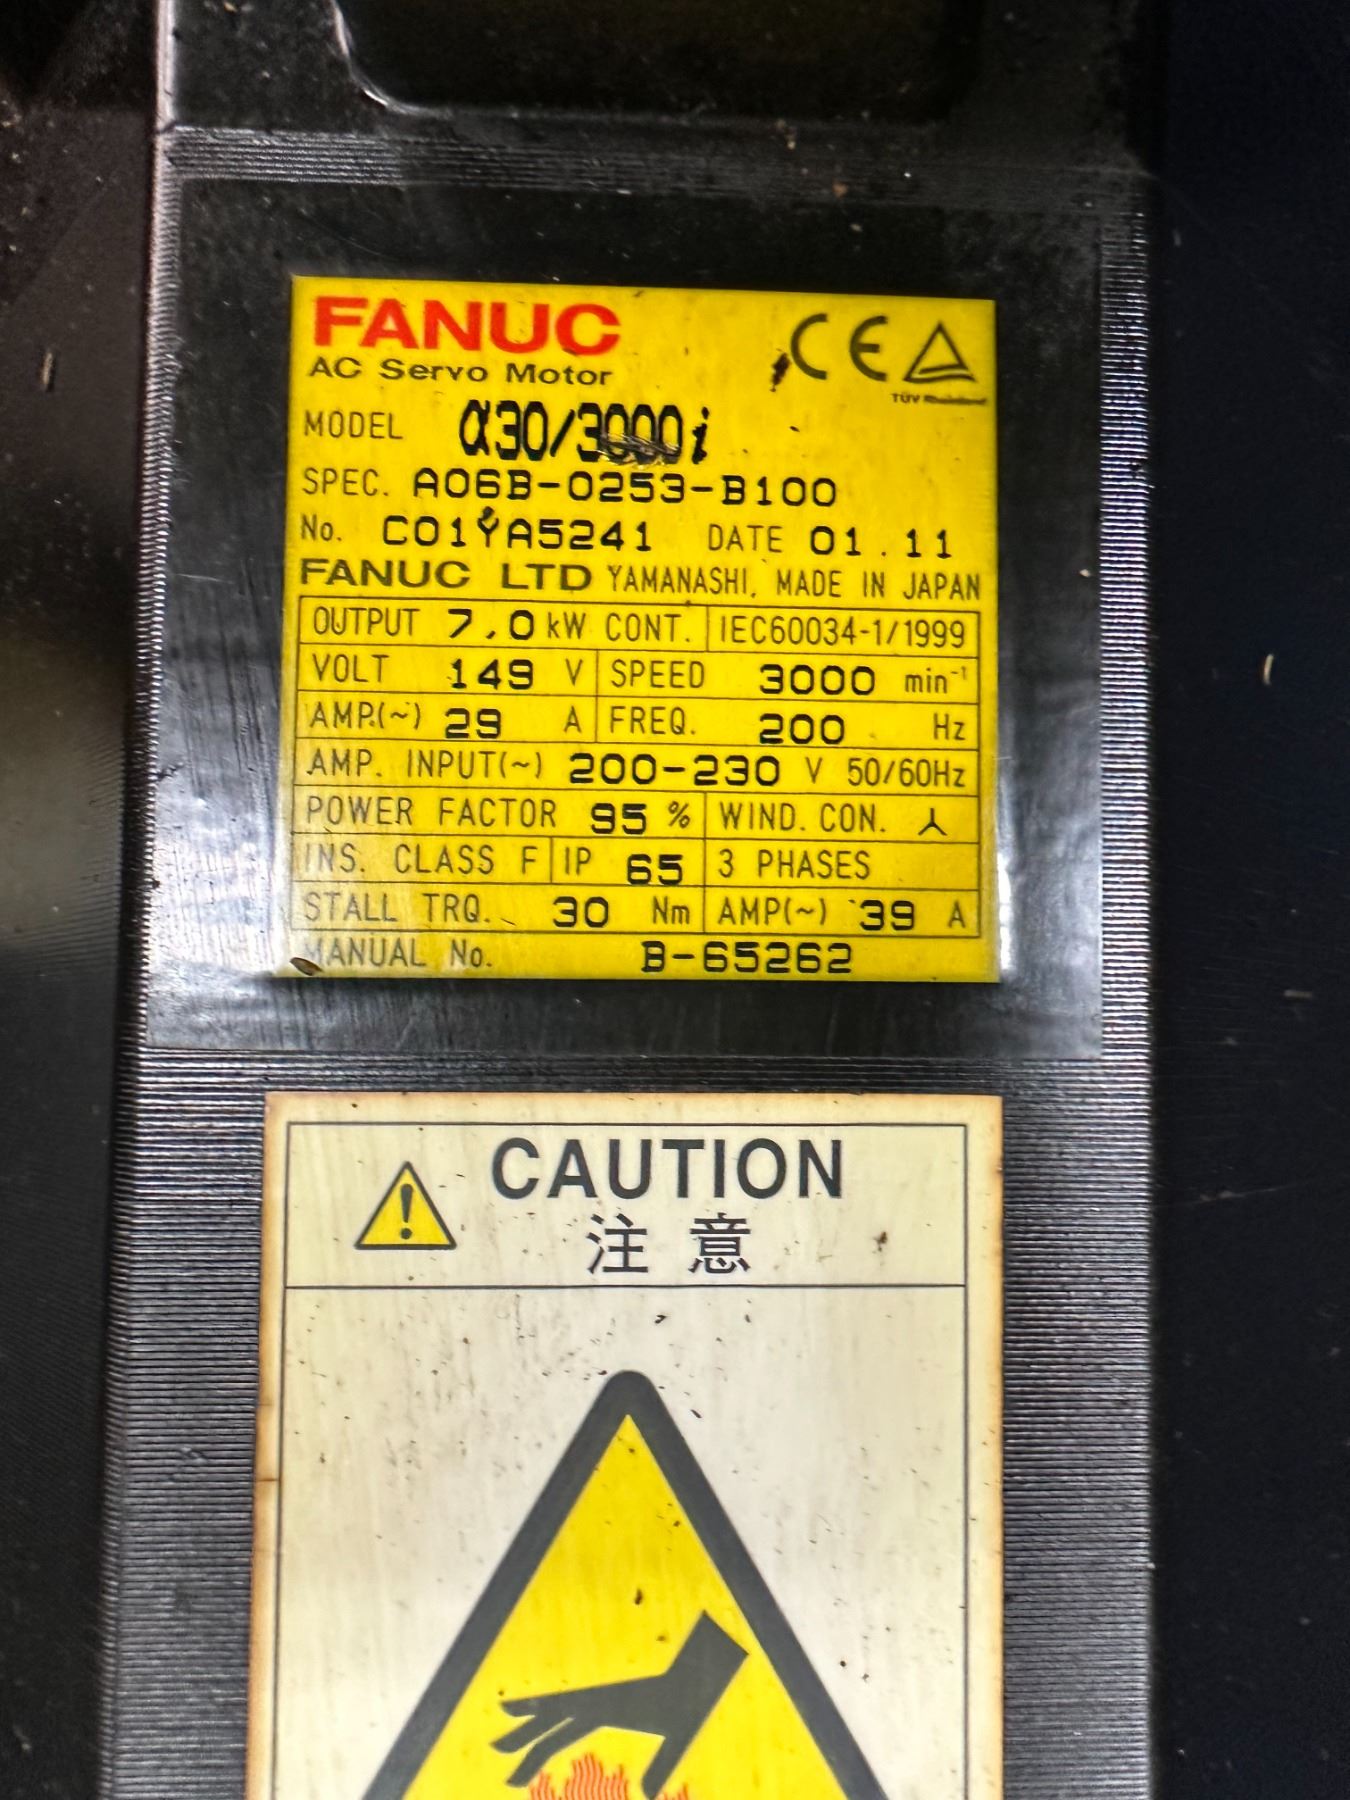 FANUC
AC Servo Motor
CE
TÜV Rheinland
MODEL α30/3000i
SPEC. A06B-0253-B100
No. C01YA5241 DATE 01.11
FANUC LTD YAMANASHI, MADE IN JAPAN
OUTPUT 7.0 kW CONT. IEC60034-1/1999
VOLT 149 V SPEED 3000 min⁻¹
AMP.(~) 29 A FREQ. 200 Hz
AMP. INPUT(~) 200-230 V 50/60Hz
POWER FACTOR 95 % WIND. CON. 人
INS. CLASS F IP 65 3 PHASES
STALL TRQ. 30 Nm AMP(~) 39 A
MANUAL No. B-65262
CAUTION
注意